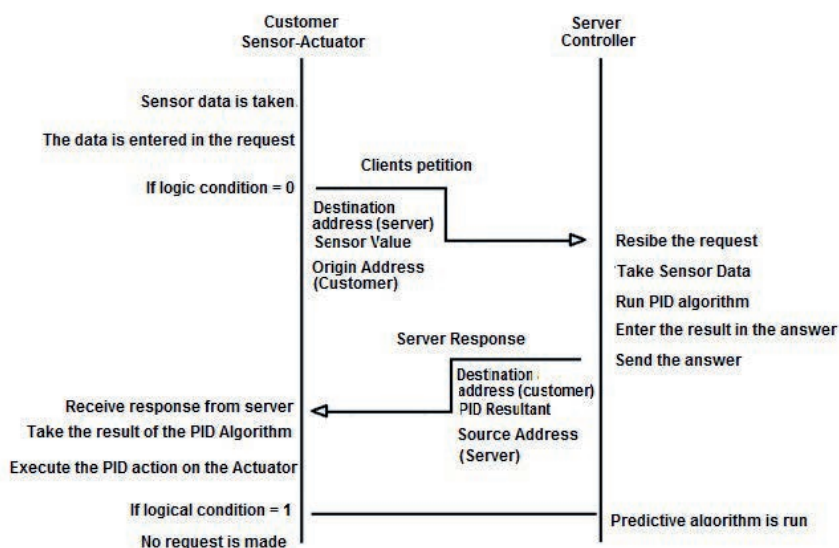 Customer
Sensor-Actuator
Server
Controller
Sensor data is taken
The data is entered in the request
Clients petition
If logic condition = 0
Destination
address (server)
Sensor Value
Origin Address
(Customer)
Resibe the request
Take Sensor Data
Run PID algorithm
Enter the result in the answer
Send the answer
Server Response
Destination
address (customer)
PID Resultant
Source Address
(Server)
Receive response from server
Take the result of the PID Algorithm
Execute the PID action on the Actuator
If logical condition = 1
No request is made
Predictive algorithm is run